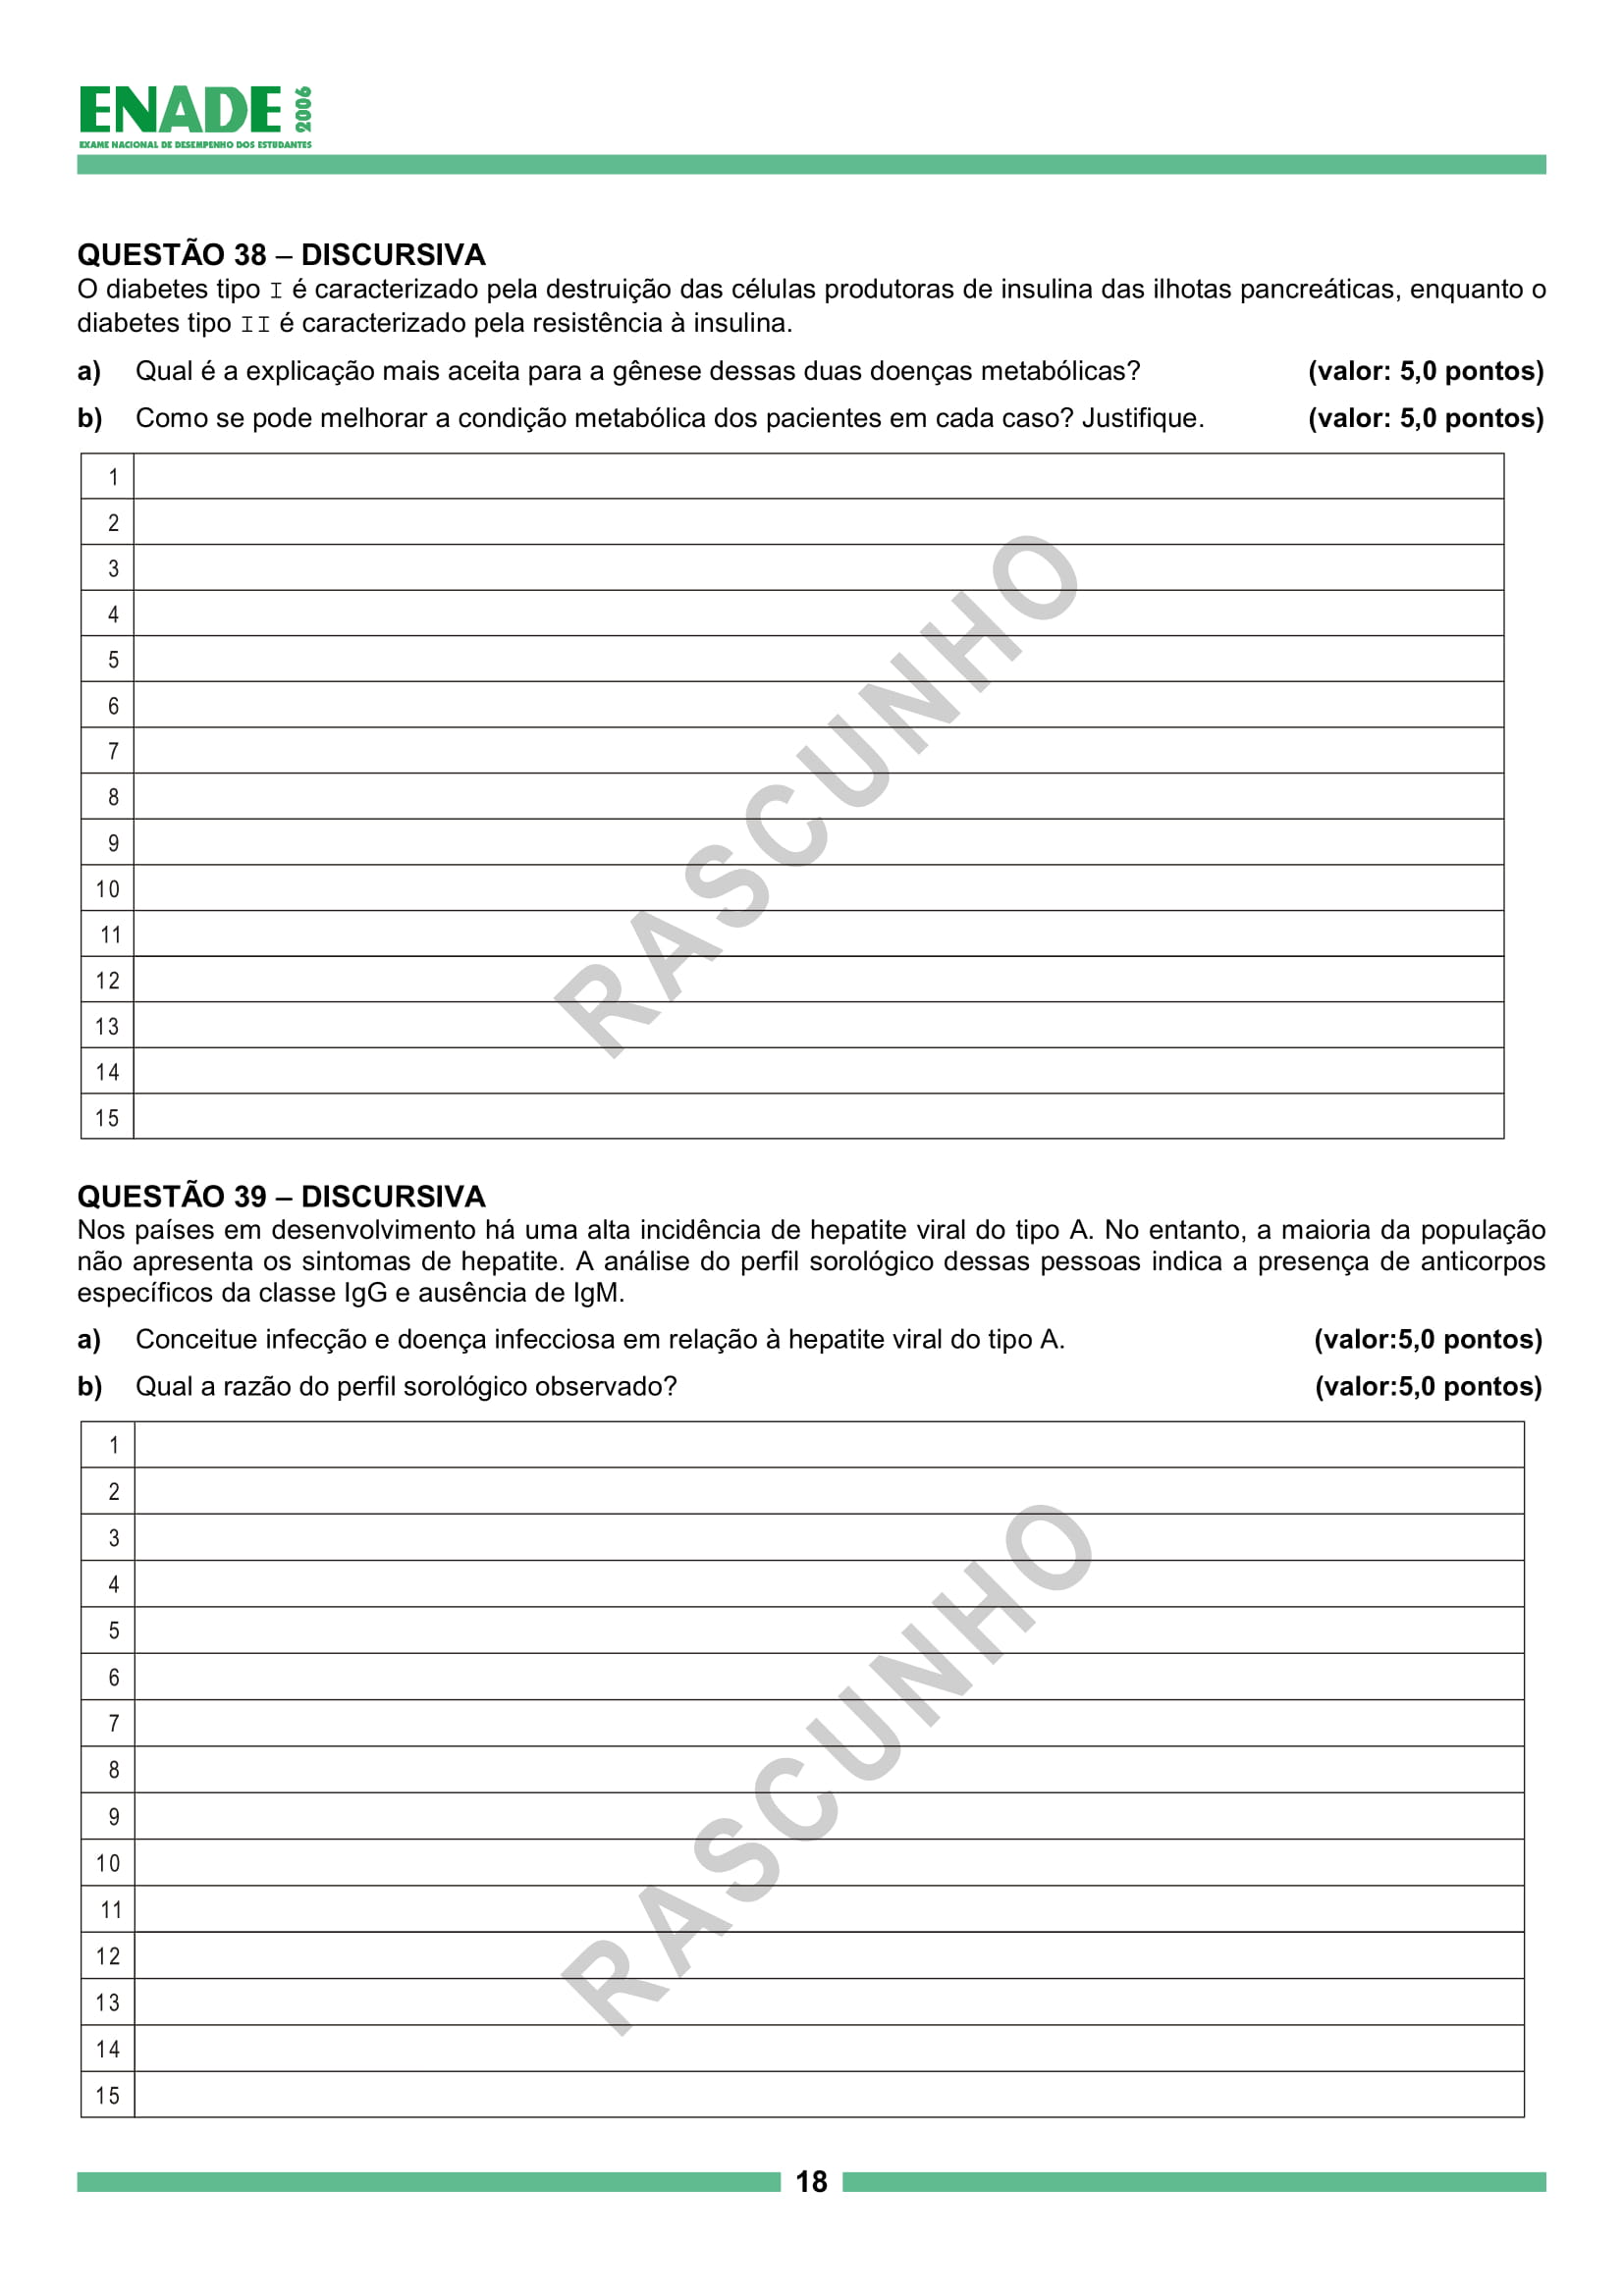 ENADE 2006
EXAME NACIONAL DE DESEMPENHO DOS ESTUDANTES
QUESTÃO 38 – DISCURSIVA
O diabetes tipo I é caracterizado pela destruição das células produtoras de insulina das ilhotas pancreáticas, enquanto o
diabetes tipo II é caracterizado pela resistência à insulina.
a) Qual é a explicação mais aceita para a gênese dessas duas doenças metabólicas? (valor: 5,0 pontos)
b) Como se pode melhorar a condição metabólica dos pacientes em cada caso? Justifique. (valor: 5,0 pontos)
1
2
3
4
5
6
7
8
9
10
11
12
13
14
15
RASCUNHO
QUESTÃO 39 – DISCURSIVA
Nos países em desenvolvimento há uma alta incidência de hepatite viral do tipo A. No entanto, a maioria da população
não apresenta os sintomas de hepatite. A análise do perfil sorológico dessas pessoas indica a presença de anticorpos
específicos da classe IgG e ausência de IgM.
a) Conceitue infecção e doença infecciosa em relação à hepatite viral do tipo A. (valor:5,0 pontos)
b) Qual a razão do perfil sorológico observado? (valor:5,0 pontos)
1
2
3
4
5
6
7
8
9
10
11
12
13
14
15
RASCUNHO
18